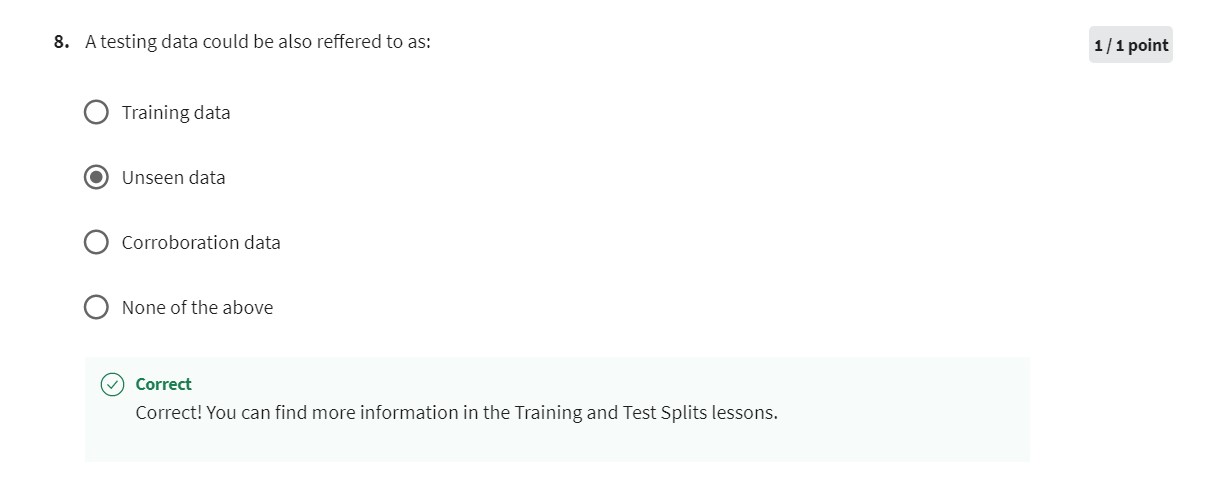 8. A testing data could be also reffered to as:
1 / 1 point
Training data
Unseen data
Corroboration data
None of the above
Correct
Correct! You can find more information in the Training and Test Splits lessons.